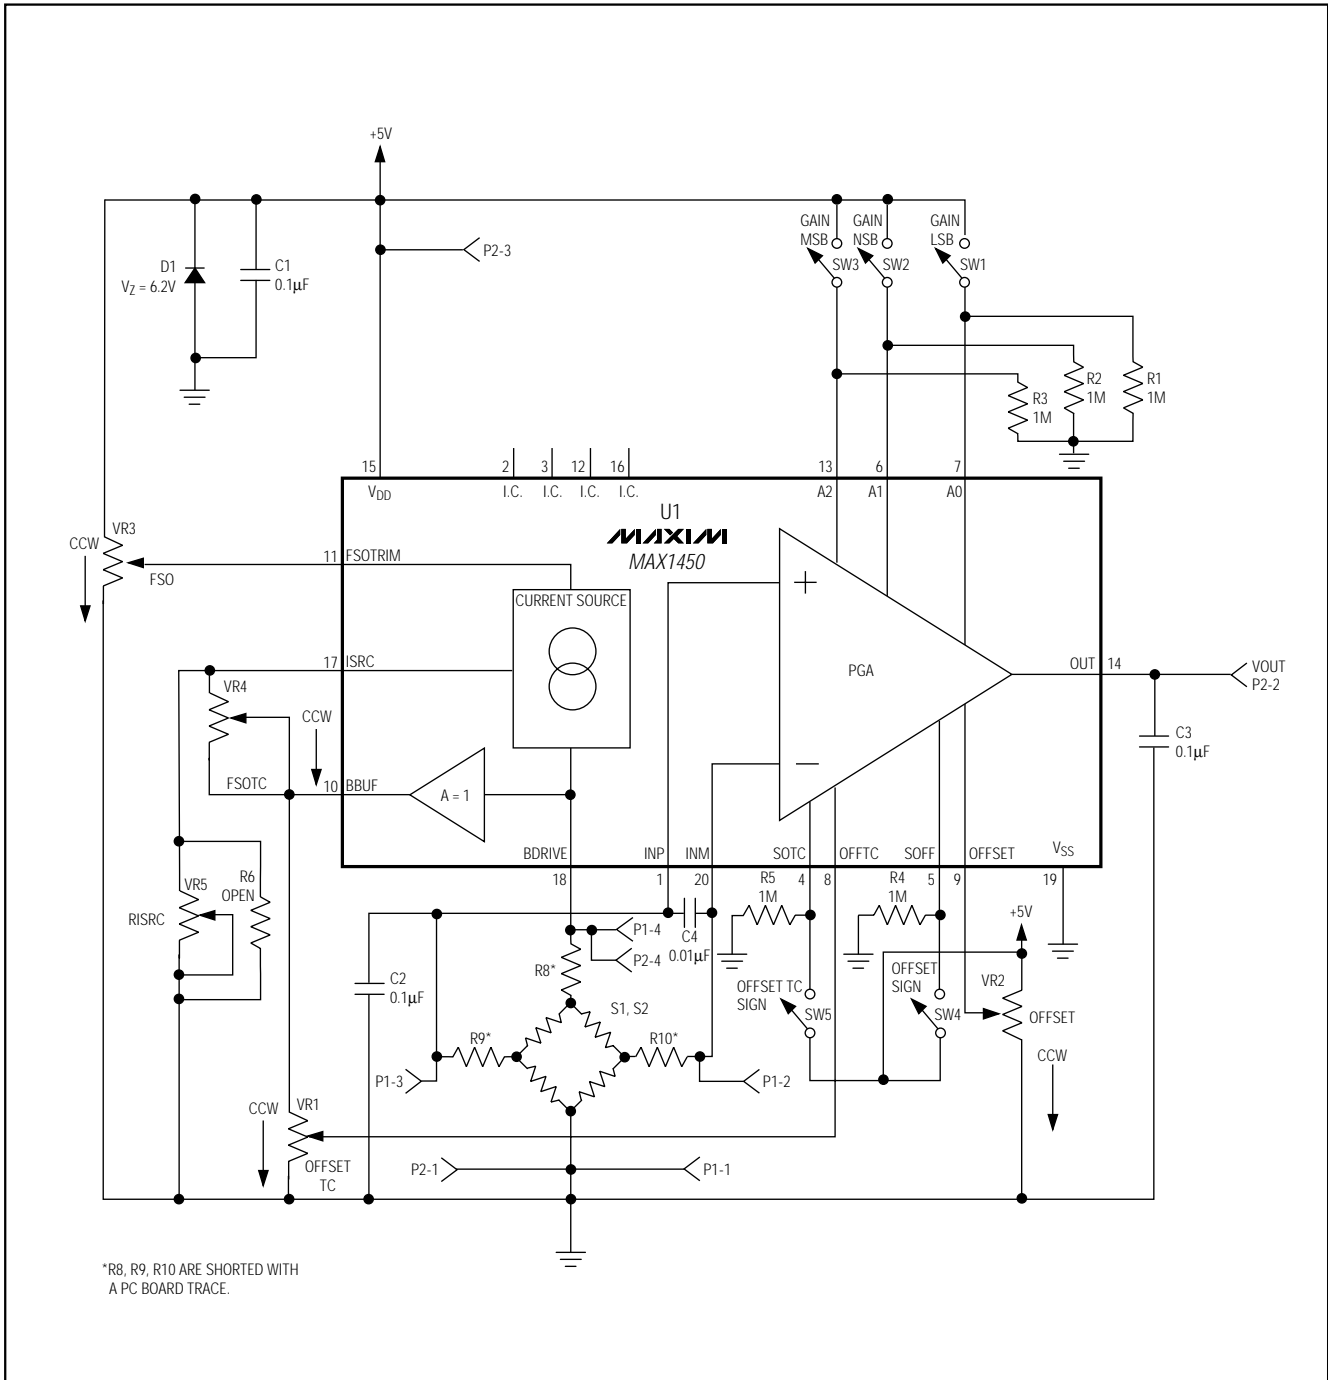 +5V
P2-3
D1
VZ = 6.2V
C1
0.1µF
GAIN
MSB
SW3
GAIN
NSB
SW2
GAIN
LSB
SW1
R3
1M
R2
1M
R1
1M
15
2
3
12
16
13
6
7
VDD
I.C.
I.C.
I.C.
I.C.
A2
A1
A0
U1
MAXIM
MAX1450
VR3
CCW
FSO
11
FSOTRIM
CURRENT SOURCE
+
PGA
17
ISRC
OUT
14
VOUT
P2-2
VR4
CCW
FSOTC
10
BBUF
A = 1
C3
0.1µF
BDRIVE
INP
INM
SOTC
OFFTC
SOFF
OFFSET
VSS
18
1
20
4
8
5
9
19
VR5
RISRC
R6
OPEN
R5
1M
R4
1M
+5V
P1-4
P2-4
C4
0.01µF
C2
0.1µF
R8*
S1, S2
R9*
R10*
OFFSET TC
SIGN
SW5
OFFSET
SIGN
SW4
VR2
OFFSET
CCW
P1-3
P1-2
CCW
VR1
OFFSET
TC
P2-1
P1-1
*R8, R9, R10 ARE SHORTED WITH
A PC BOARD TRACE.